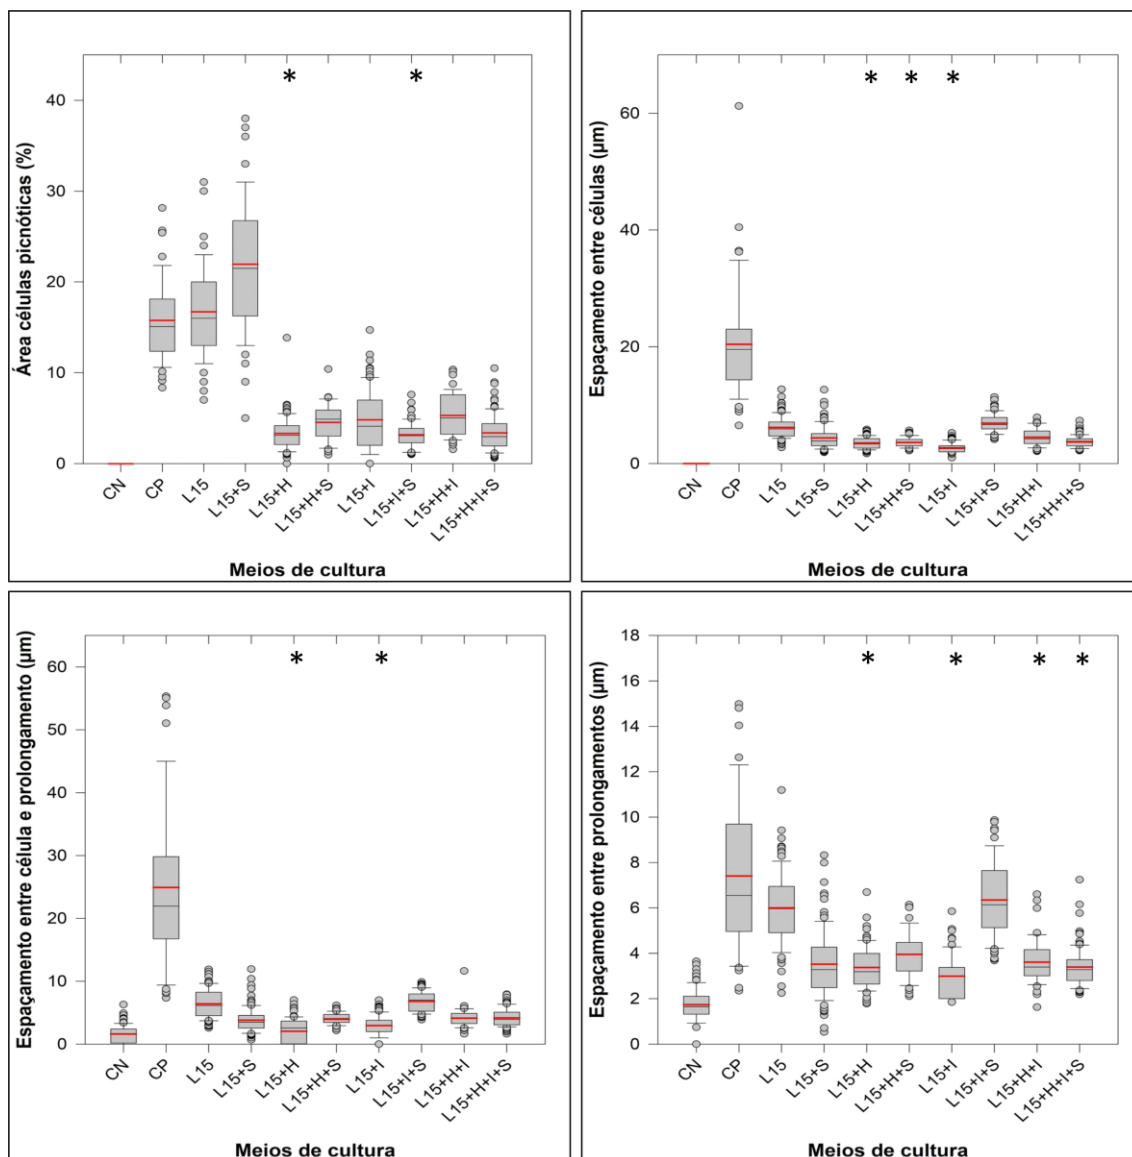 Área células picnóticas (%)
40
30
20
10
0
* *
CN CP L15 L15+S L15+H L15+H+S L15+I L15+I+S L15+H+I L15+H+I+S
Meios de cultura
Espaçamento entre células (µm)
60
40
20
0
* * *
CN CP L15 L15+S L15+H L15+H+S L15+I L15+I+S L15+H+I L15+H+I+S
Meios de cultura
Espaçamento entre célula e prolongamento (µm)
60
50
40
30
20
10
0
* *
CN CP L15 L15+S L15+H L15+H+S L15+I L15+I+S L15+H+I L15+H+I+S
Meios de cultura
Espaçamento entre prolongamentos (µm)
18
16
14
12
10
8
6
4
2
0
* * * *
CN CP L15 L15+S L15+H L15+H+S L15+I L15+I+S L15+H+I L15+H+I+S
Meios de cultura